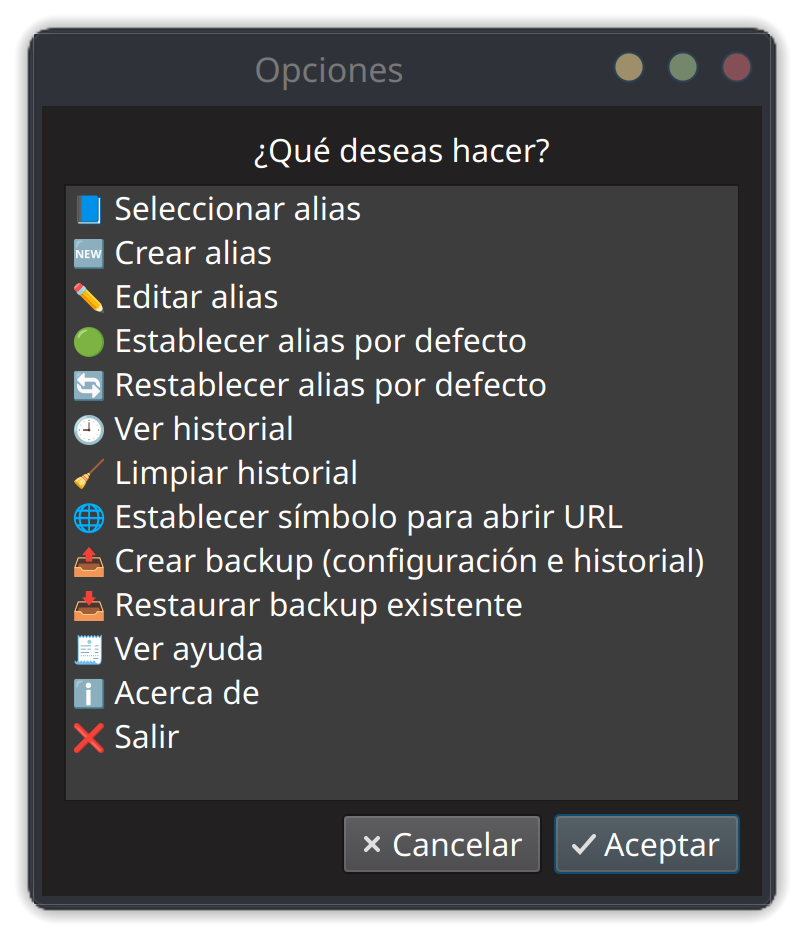 Opciones
¿Qué deseas hacer?
📘 Seleccionar alias
🆕 Crear alias
✏️ Editar alias
🟢 Establecer alias por defecto
🔄 Restablecer alias por defecto
🕘 Ver historial
🧹 Limpiar historial
🌐 Establecer símbolo para abrir URL
📤 Crear backup (configuración e historial)
📥 Restaurar backup existente
🧾 Ver ayuda
ℹ️ Acerca de
❌ Salir
Cancelar
Aceptar